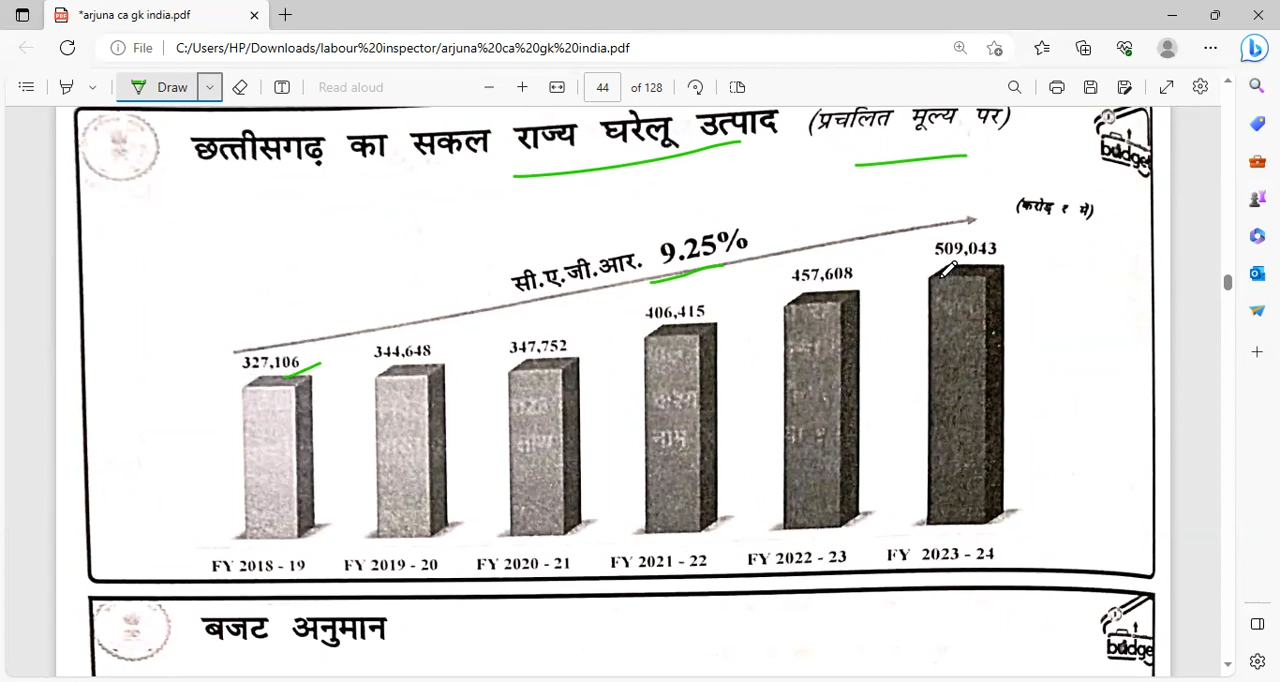 *arjuna ca gk india.pdf
File C:/Users/HP/Downloads/labour%20inspector/arjuna%20ca%20gk%20india.pdf
Draw Read aloud 44 of 128
छत्तीसगढ़ का सकल राज्य घरेलू उत्पाद (प्रचलित मूल्य पर)
budget
(करोड़ ₹ में)
सी.ए.जी.आर. 9.25%
327,106 344,648 347,752 406,415 457,608 509,043
नाम
FY 2018 - 19 FY 2019 - 20 FY 2020 - 21 FY 2021 - 22 FY 2022 - 23 FY 2023 - 24
बजट अनुमान
budget